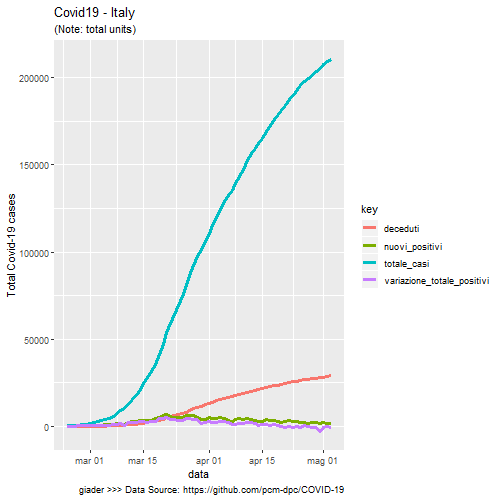 Covid19 - Italy
(Note: total units)
Total Covid-19 cases
200000
150000
100000
50000
0
mar 01
mar 15
apr 01
apr 15
mag 01
data
key
deceduti
nuovi_positivi
totale_casi
variazione_totale_positivi
giader >>> Data Source: https://github.com/pcm-dpc/COVID-19